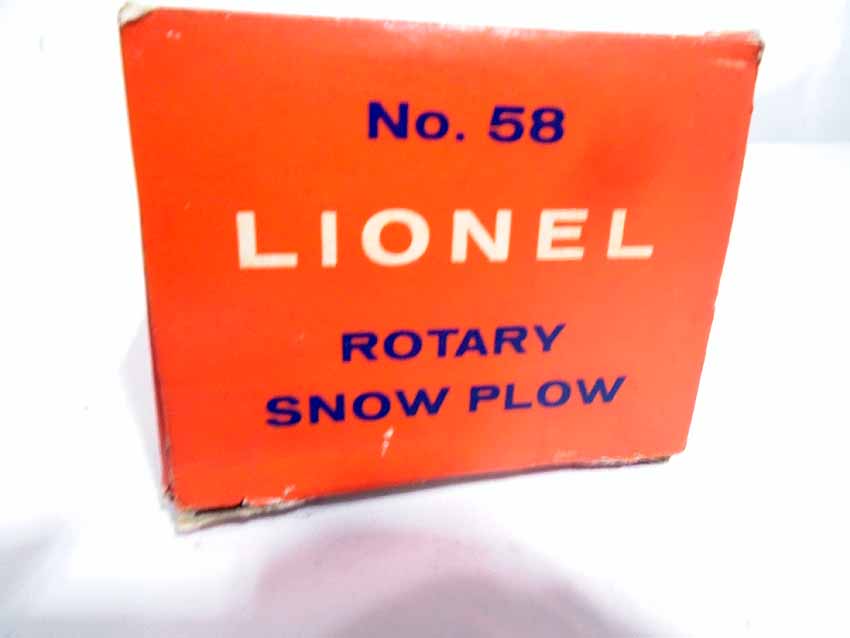 No. 58
LIONEL
ROTARY
SNOW PLOW